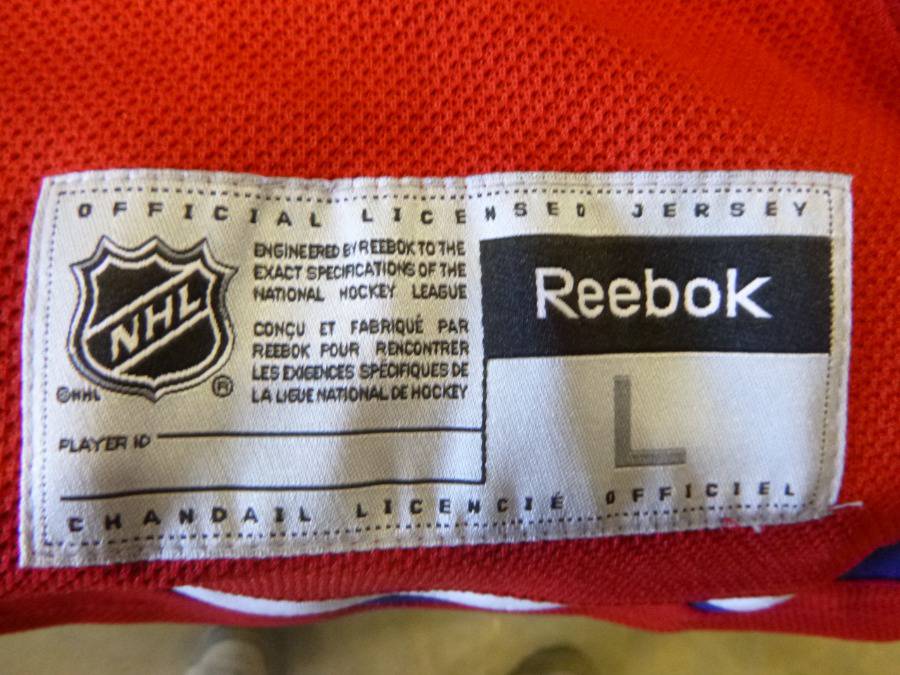 OFFICIAL LICENSED JERSEY
NHL
®
©NHL
ENGINEERED BY REEBOK TO THE
EXACT SPECIFICATIONS OF THE
NATIONAL HOCKEY LEAGUE
CONÇU ET FABRIQUÉ PAR
REEBOK POUR RENCONTRER
LES EXIGENCES SPÉCIFIQUES DE
LA LIGUE NATIONAL DE HOCKEY
Reebok
L
PLAYER ID
CHANDAIL LICENCIÉ OFFICIEL